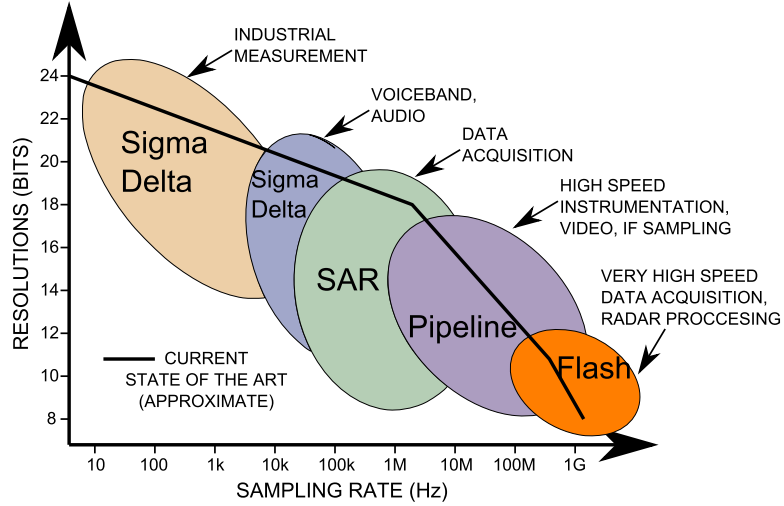 INDUSTRIAL
MEASUREMENT
VOICEBAND,
AUDIO
DATA
ACQUISITION
HIGH SPEED
INSTRUMENTATION,
VIDEO, IF SAMPLING
VERY HIGH SPEED
DATA ACQUISITION,
RADAR PROCCESING
Sigma
Delta
Sigma
Delta
SAR
Pipeline
Flash
CURRENT
STATE OF THE ART
(APPROXIMATE)
RESOLUTIONS (BITS)
24
22
20
18
16
14
12
10
8
10 100 1k 10k 100k 1M 10M 100M 1G
SAMPLING RATE (Hz)